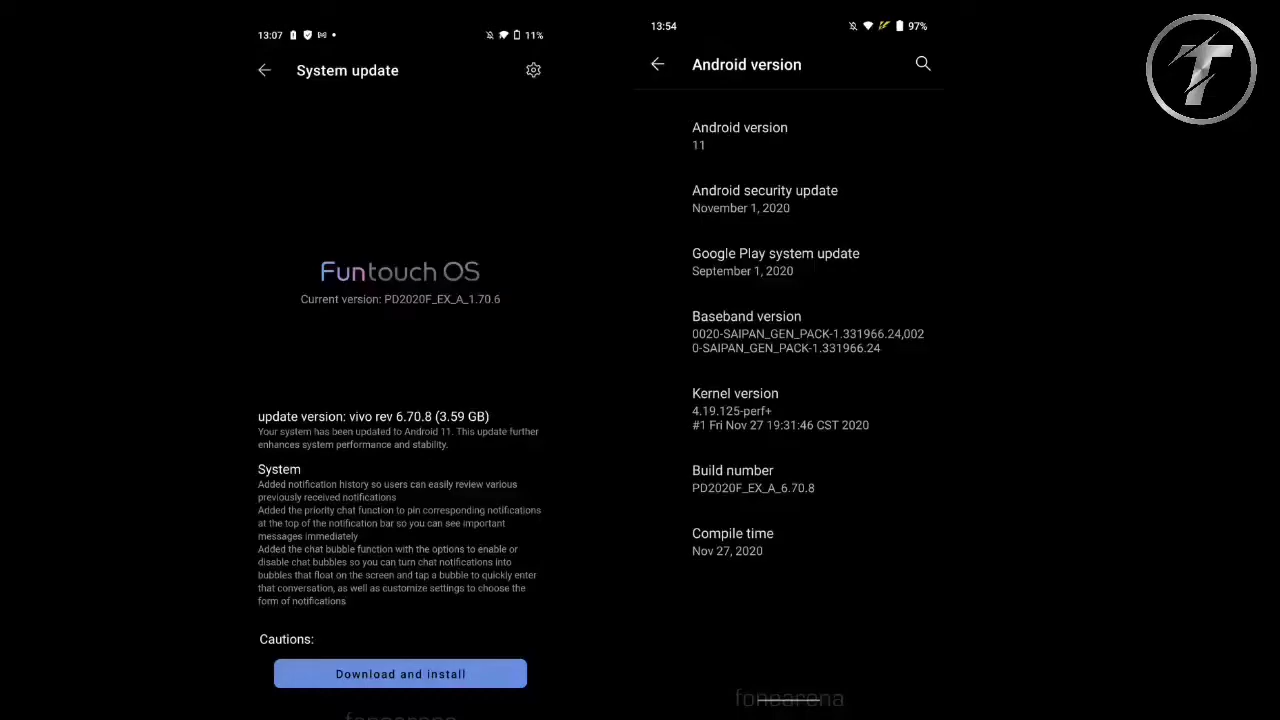 13:07
11%
System update
Funtouch OS
Current version: PD2020F_EX_A_1.70.6
update version: vivo rev 6.70.8 (3.59 GB)
Your system has been updated to Android 11. This update further
enhances system performance and stability.
System
Added notification history so users can easily review various
previously received notifications
Added the priority chat function to pin corresponding notifications
at the top of the notification bar so you can see important
messages immediately
Added the chat bubble function with the options to enable or
disable chat bubbles so you can turn chat notifications into
bubbles that float on the screen and tap a bubble to quickly enter
that conversation, as well as customize settings to choose the
form of notifications
Cautions:
Download and install
fonearena
13:54
97%
Android version
Android version
11
Android security update
November 1, 2020
Google Play system update
September 1, 2020
Baseband version
0020-SAIPAN_GEN_PACK-1.331966.24,002
0-SAIPAN_GEN_PACK-1.331966.24
Kernel version
4.19.125-perf+
#1 Fri Nov 27 19:31:46 CST 2020
Build number
PD2020F_EX_A_6.70.8
Compile time
Nov 27, 2020
fonearena
T